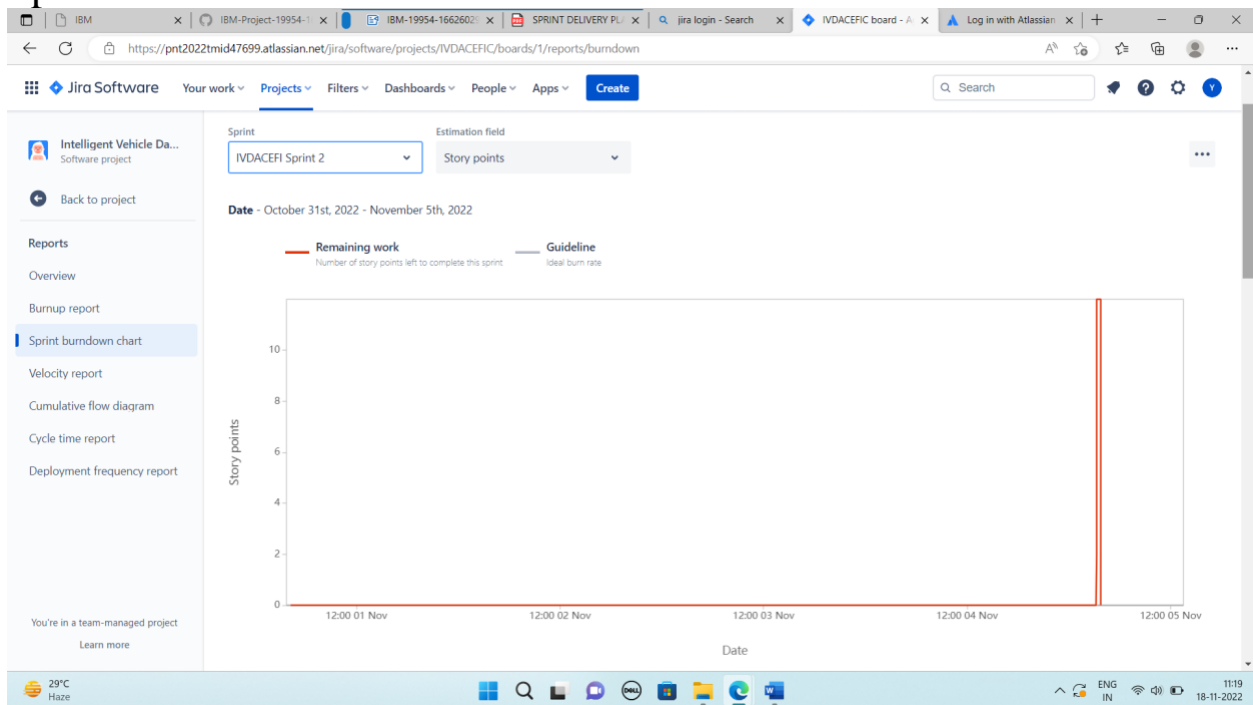 IBM
IBM-Project-19954-1
IBM-19954-16626029
SPRINT DELIVERY PL
jira login - Search
IVDACEFIC board - A
Log in with Atlassian
https://pnt2022tmid47699.atlassian.net/jira/software/projects/IVDACEFIC/boards/1/reports/burndown
Jira Software Your work Projects Filters Dashboards People Apps Create Search Y
Intelligent Vehicle Da...
Software project
Back to project
Reports
Overview
Burnup report
Sprint burndown chart
Velocity report
Cumulative flow diagram
Cycle time report
Deployment frequency report
You're in a team-managed project
Learn more
Sprint Estimation field
IVDACEFI Sprint 2 Story points
Date - October 31st, 2022 - November 5th, 2022
Remaining work
Number of story points left to complete this sprint
Guideline
Ideal burn rate
Story points
10
8
6
4
2
0
12:00 01 Nov 12:00 02 Nov 12:00 03 Nov 12:00 04 Nov 12:00 05 Nov
Date
29°C
Haze
DELL
ENG
IN
11:19
18-11-2022